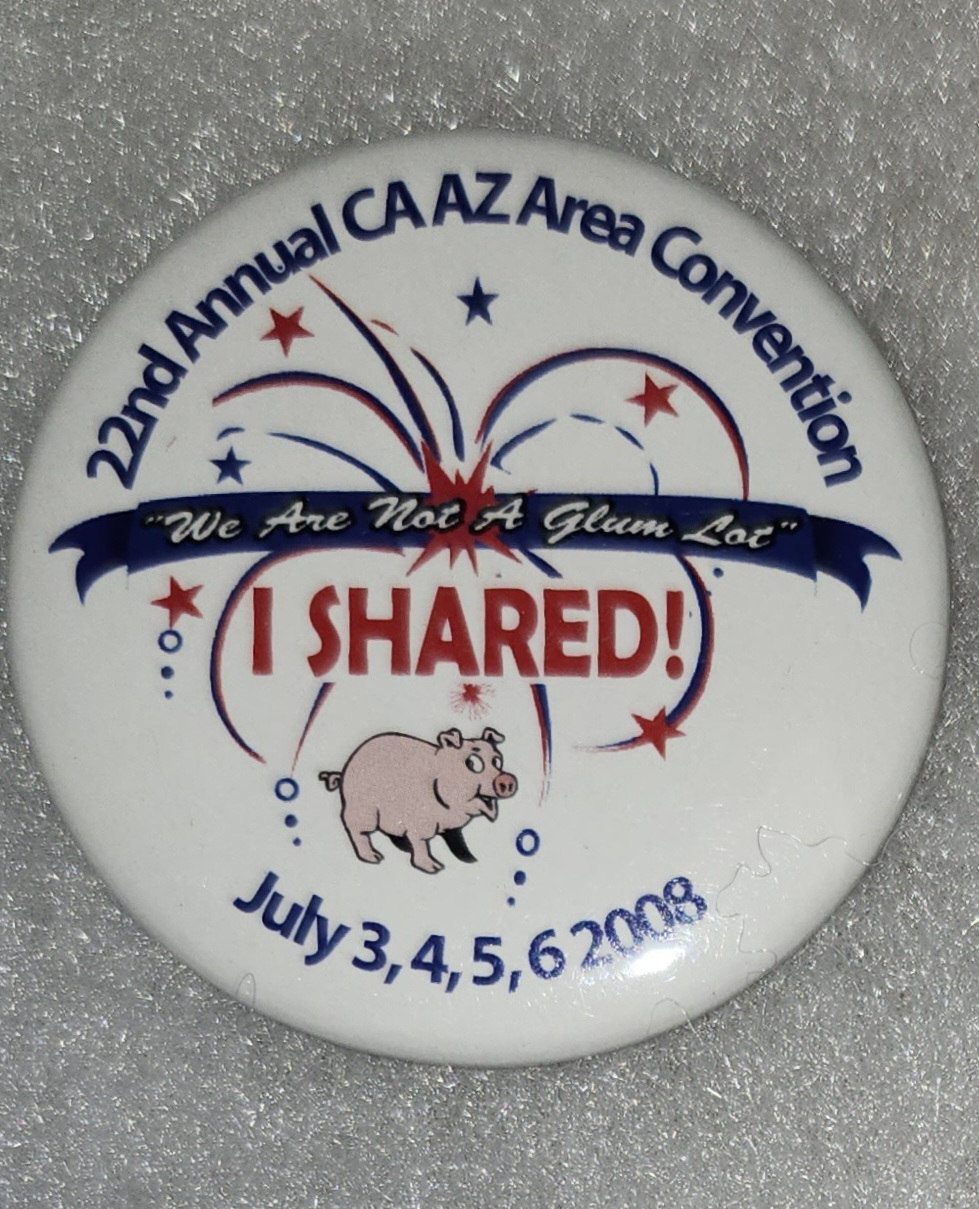 22nd Annual CA AZ Area Convention
"We Are Not A Glum Lot"
I SHARED!
July 3, 4, 5, 6 2008